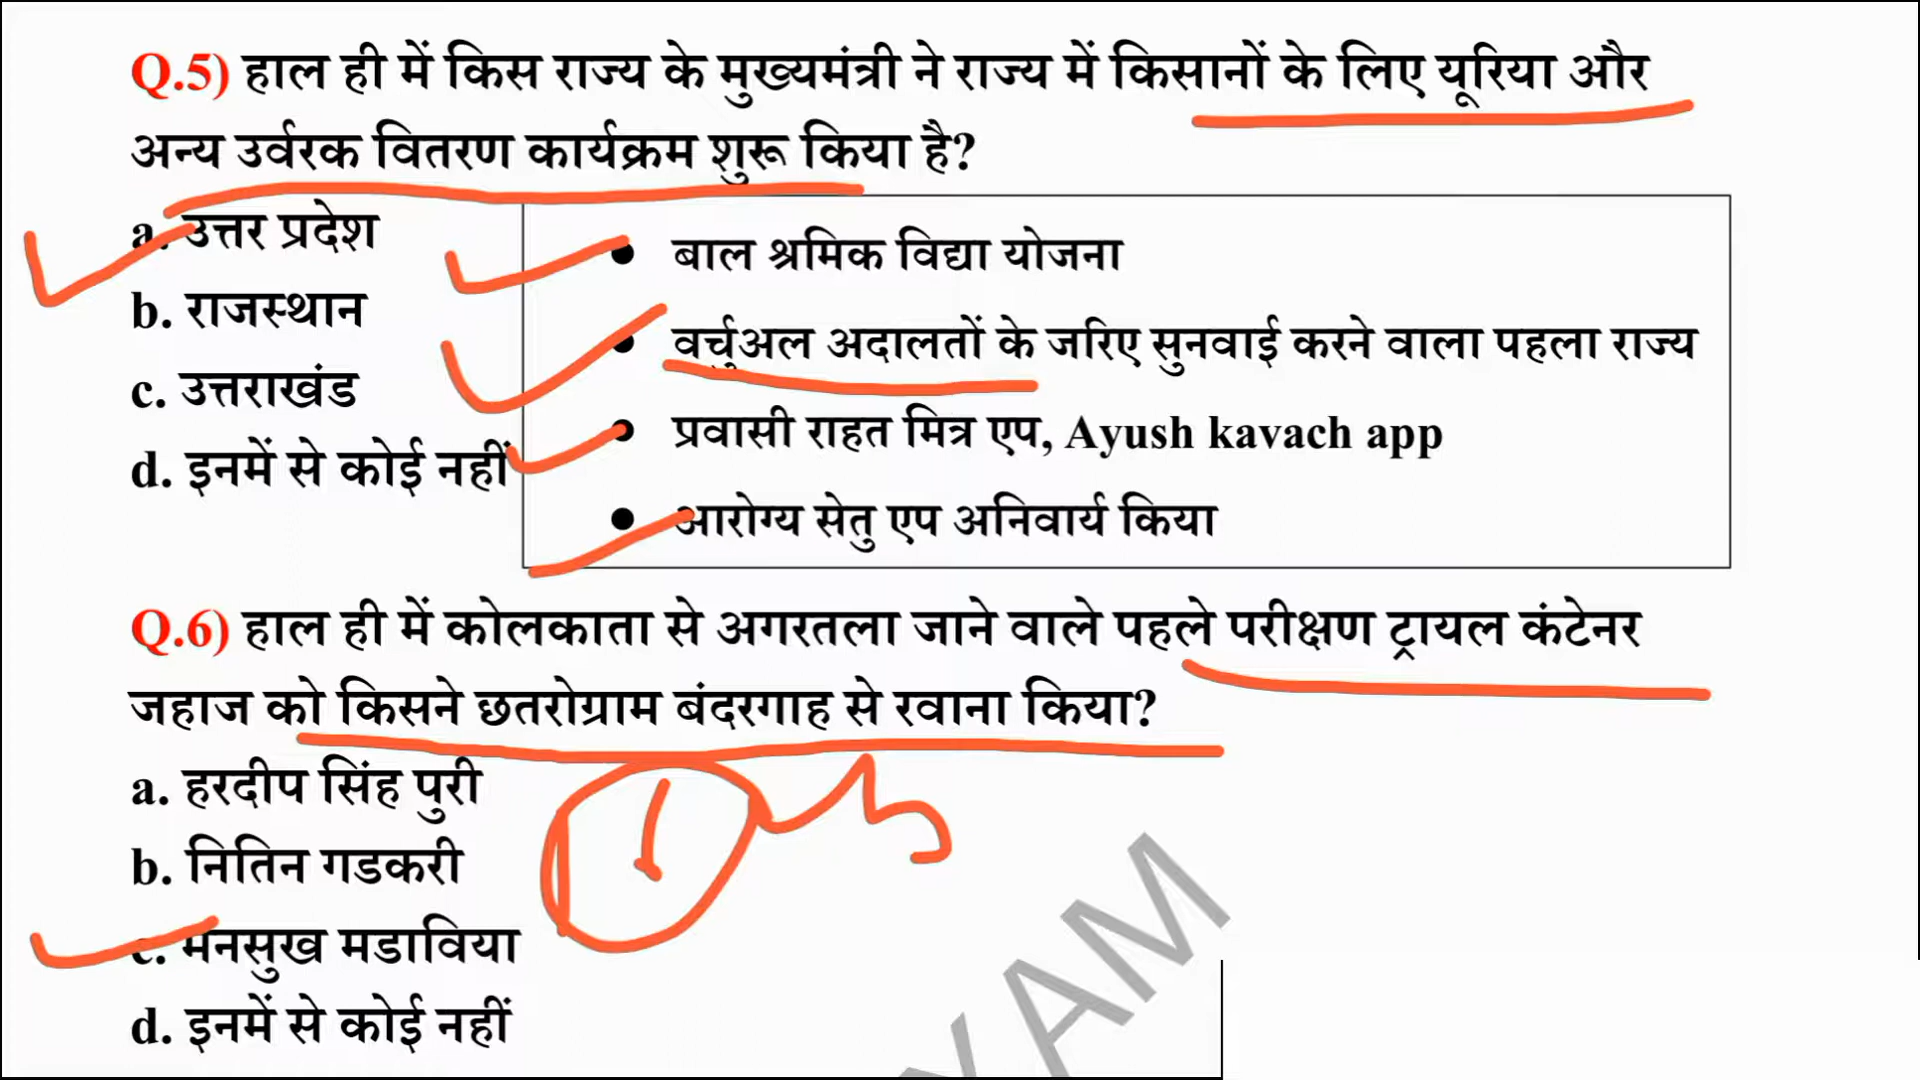 Q.5) हाल ही में किस राज्य के मुख्यमंत्री ने राज्य में किसानों के लिए यूरिया और
अन्य उर्वरक वितरण कार्यक्रम शुरू किया है?
a. उत्तर प्रदेश
b. राजस्थान
c. उत्तराखंड
d. इनमें से कोई नहीं
• बाल श्रमिक विद्या योजना
• वर्चुअल अदालतों के जरिए सुनवाई करने वाला पहला राज्य
• प्रवासी राहत मित्र एप, Ayush kavach app
• आरोग्य सेतु एप अनिवार्य किया
Q.6) हाल ही में कोलकाता से अगरतला जाने वाले पहले परीक्षण ट्रायल कंटेनर
जहाज को किसने छतरोग्राम बंदरगाह से रवाना किया?
a. हरदीप सिंह पुरी
b. नितिन गडकरी
c. मनसुख मडाविया
d. इनमें से कोई नहीं